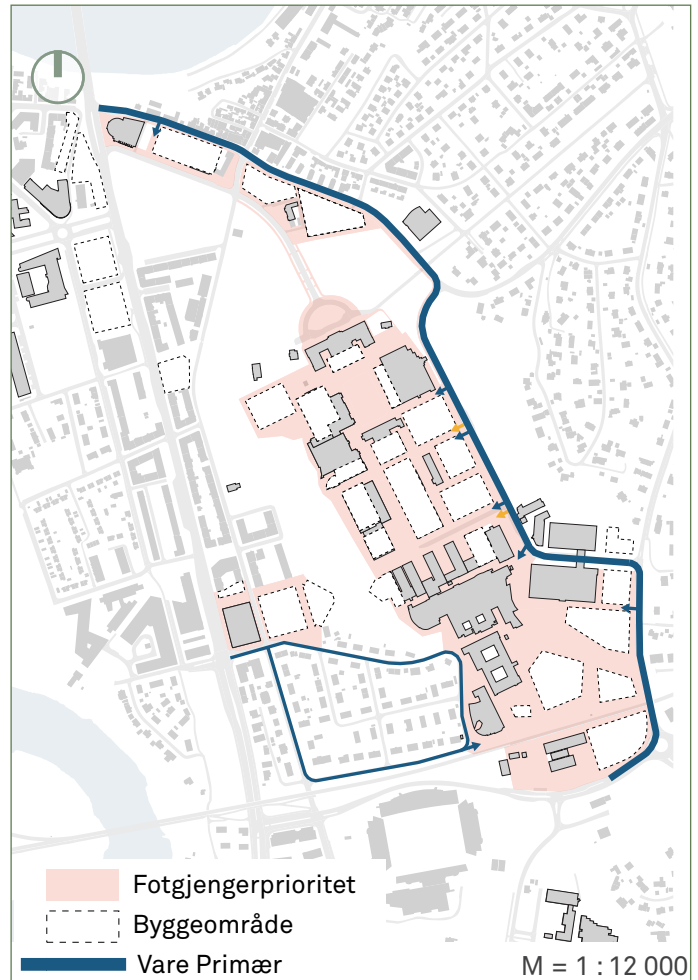 Fotgjengerprioritet
Byggeområde
Vare Primær
M = 1 : 12 000